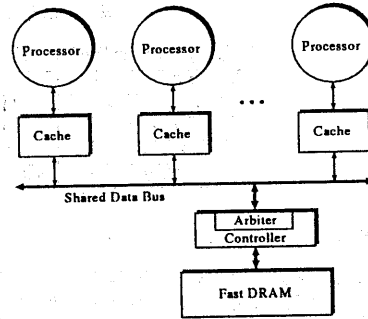 Processor
Processor
Processor
Cache
Cache
Cache
Shared Data Bus
Arbiter
Controller
Fast DRAM